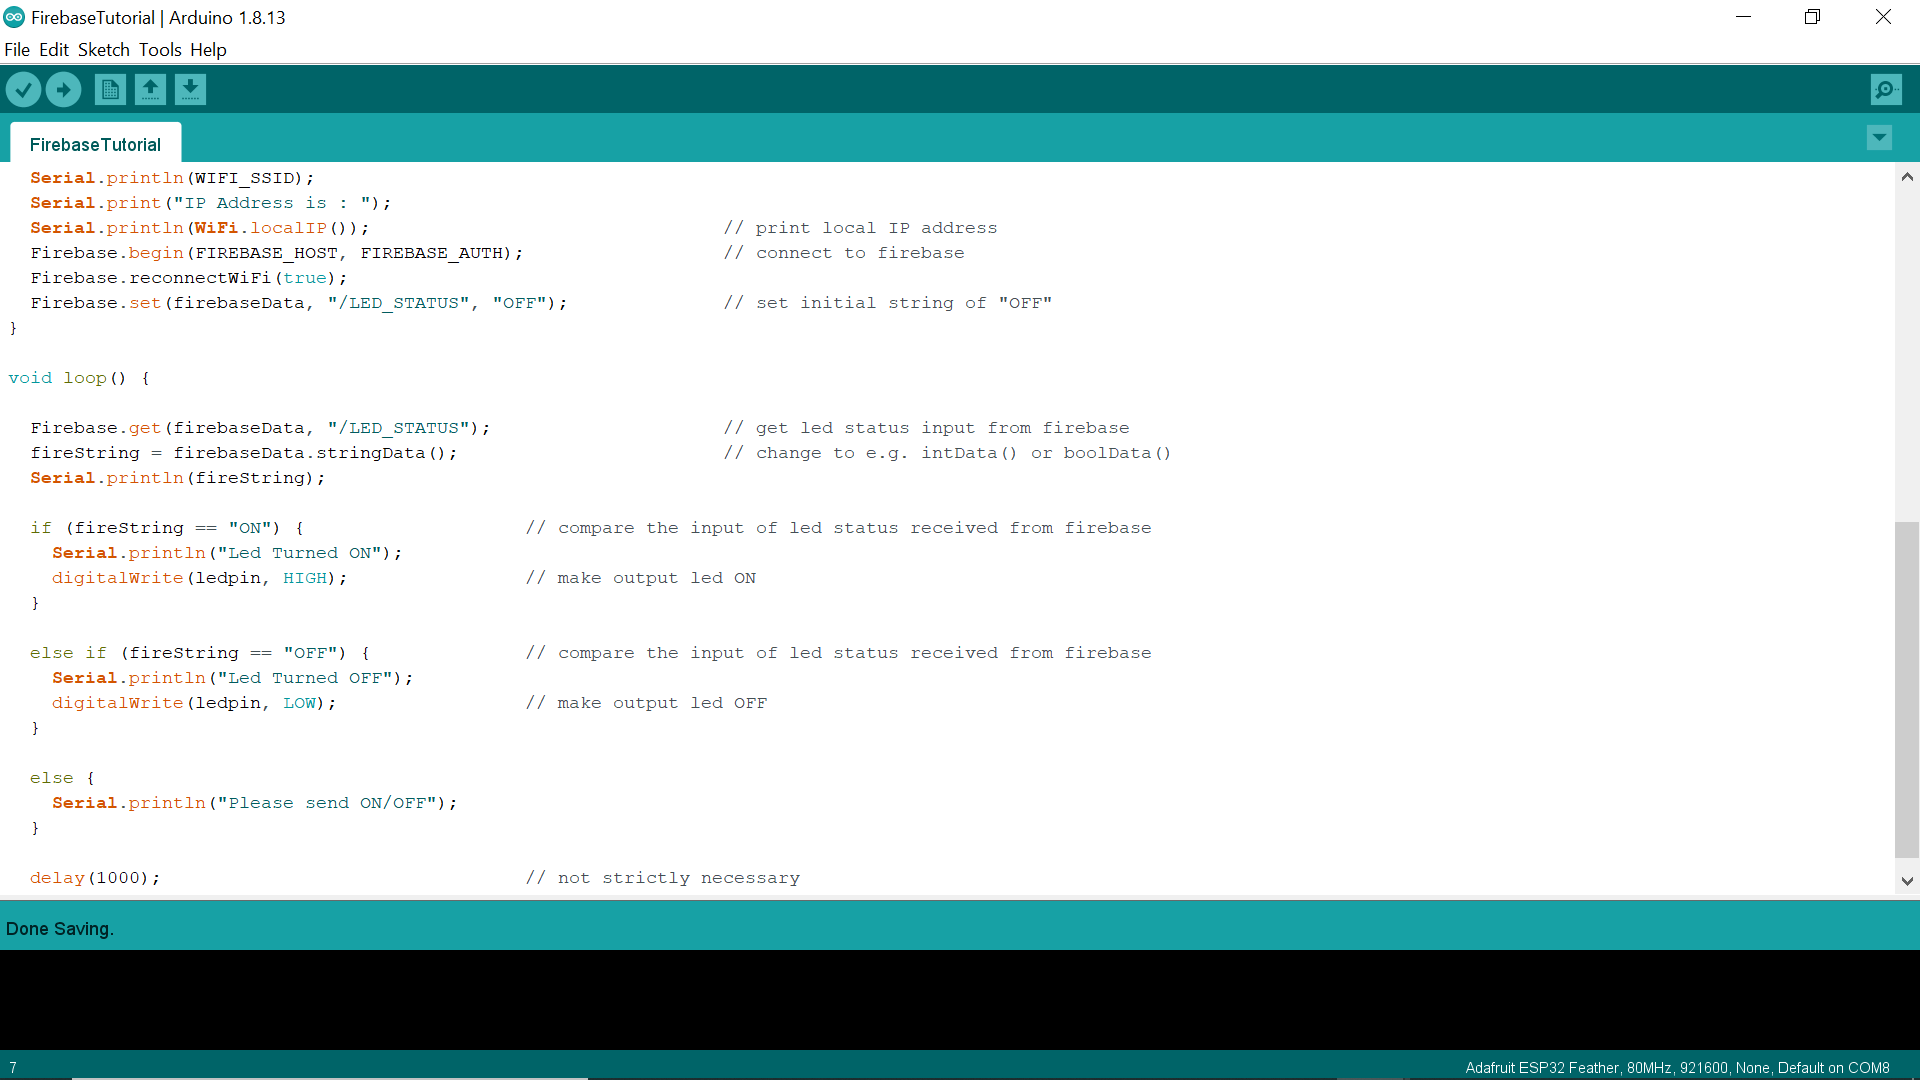 FirebaseTutorial | Arduino 1.8.13
File Edit Sketch Tools Help
FirebaseTutorial
Serial.println(WIFI_SSID);
Serial.print("IP Address is : ");
Serial.println(WiFi.localIP()); // print local IP address
Firebase.begin(FIREBASE_HOST, FIREBASE_AUTH); // connect to firebase
Firebase.reconnectWiFi(true);
Firebase.set(firebaseData, "/LED_STATUS", "OFF"); // set initial string of "OFF"
}
void loop() {
Firebase.get(firebaseData, "/LED_STATUS"); // get led status input from firebase
fireString = firebaseData.stringData(); // change to e.g. intData() or boolData()
Serial.println(fireString);
if (fireString == "ON") { // compare the input of led status received from firebase
Serial.println("Led Turned ON");
digitalWrite(ledpin, HIGH); // make output led ON
}
else if (fireString == "OFF") { // compare the input of led status received from firebase
Serial.println("Led Turned OFF");
digitalWrite(ledpin, LOW); // make output led OFF
}
else {
Serial.println("Please send ON/OFF");
}
delay(1000); // not strictly necessary
Done Saving.
7 Adafruit ESP32 Feather, 80MHz, 921600, None, Default on COM8